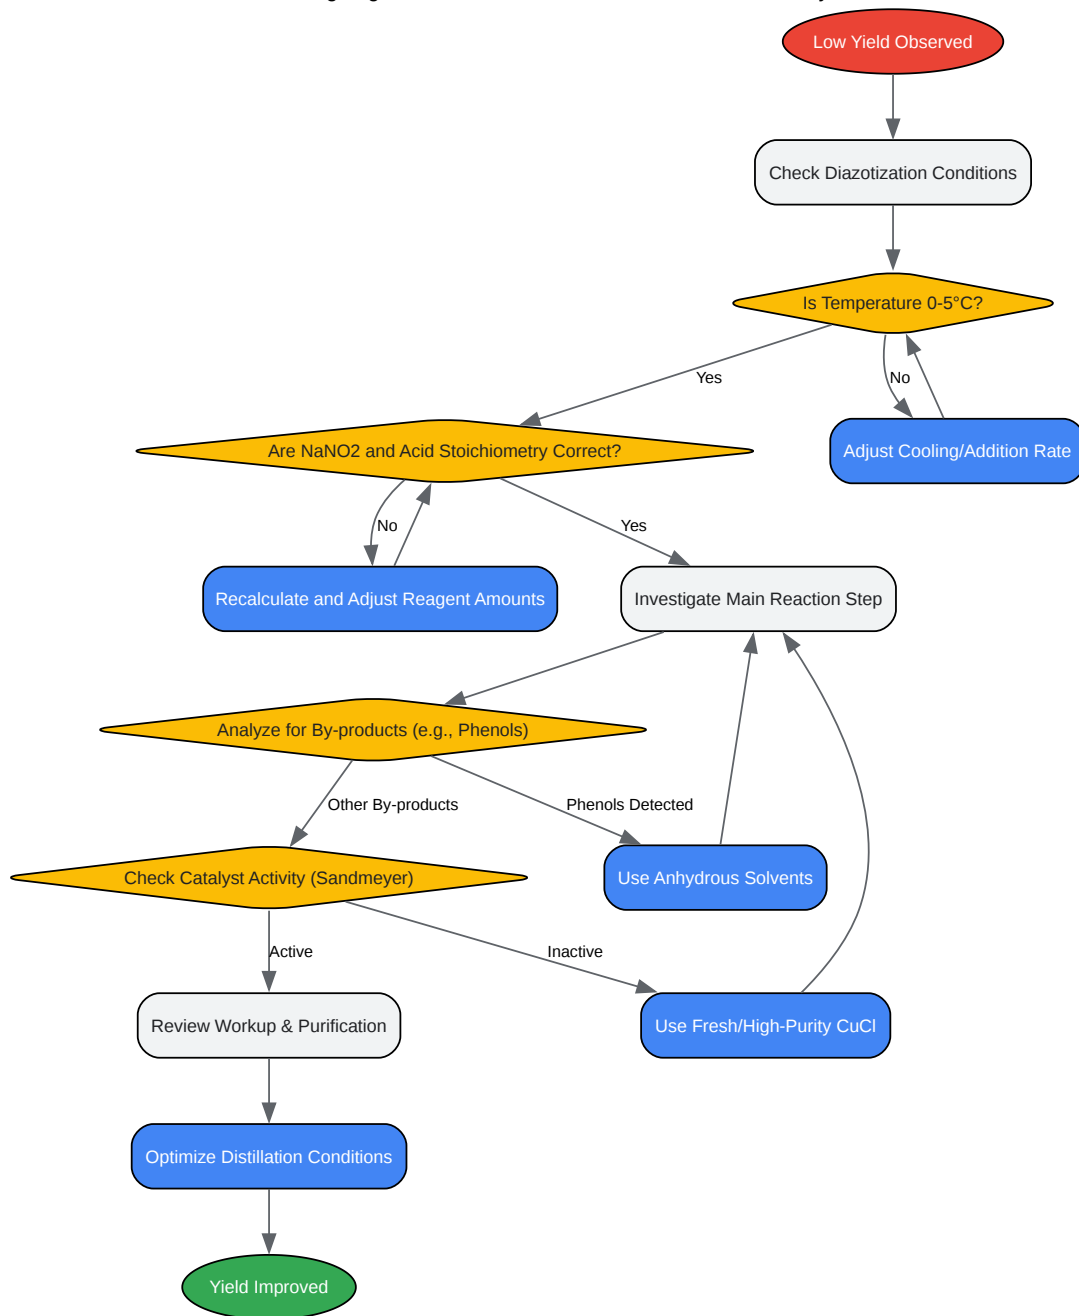 Low Yield Observed
Check Diazotization Conditions
Is Temperature 0-5°C?
Yes
No
Are NaNO2 and Acid Stoichiometry Correct?
Adjust Cooling/Addition Rate
No
Yes
Recalculate and Adjust Reagent Amounts
Investigate Main Reaction Step
Analyze for By-products (e.g., Phenols)
Other By-products
Phenols Detected
Check Catalyst Activity (Sandmeyer)
Use Anhydrous Solvents
Active
Inactive
Review Workup & Purification
Use Fresh/High-Purity CuCl
Optimize Distillation Conditions
Yield Improved